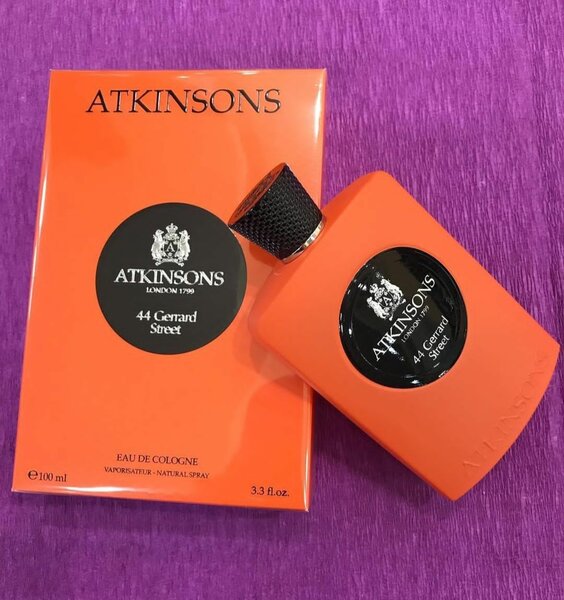 ATKINSONS
A
ATKINSONS
LONDON 1799
44 Gerrard
Street
EAU DE COLOGNE
VAPORISATEUR - NATURAL SPRAY
℮100 ml
3.3 fl.oz.
ATKINSONS
LONDON 1799
44 Gerrard
Street
ATKINSONS